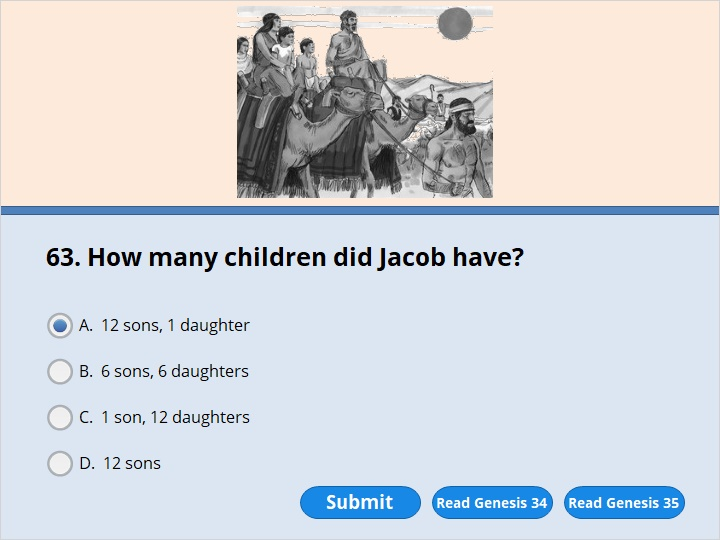 63. How many children did Jacob have?
A. 12 sons, 1 daughter
B. 6 sons, 6 daughters
C. 1 son, 12 daughters
D. 12 sons
Submit Read Genesis 34 Read Genesis 35